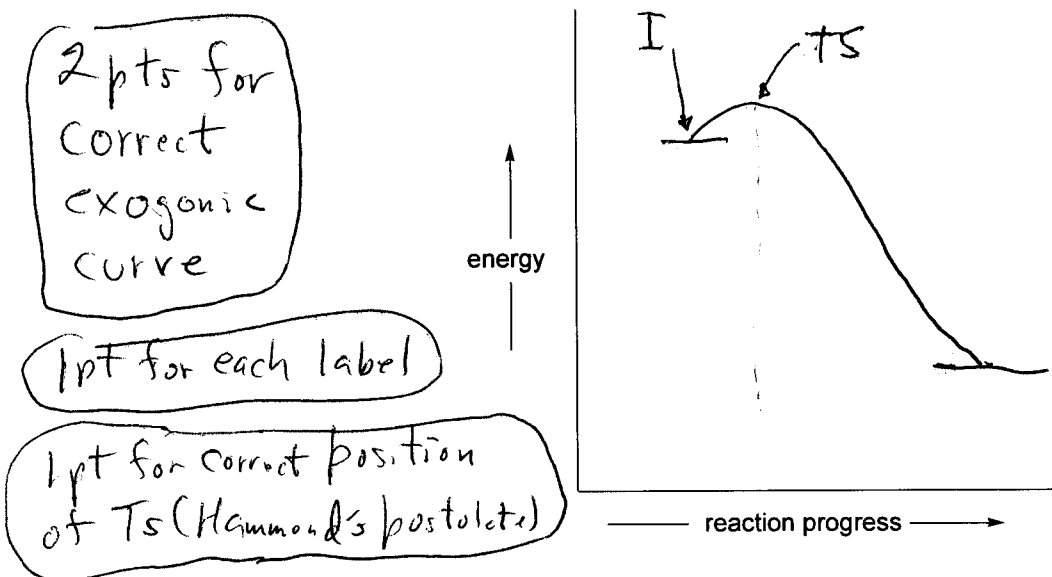 2 pts for
correct
exogonic
curve
1pt for each label
1 pt for correct position
of Ts (Hammond's postolete)
I
TS
energy
reaction progress